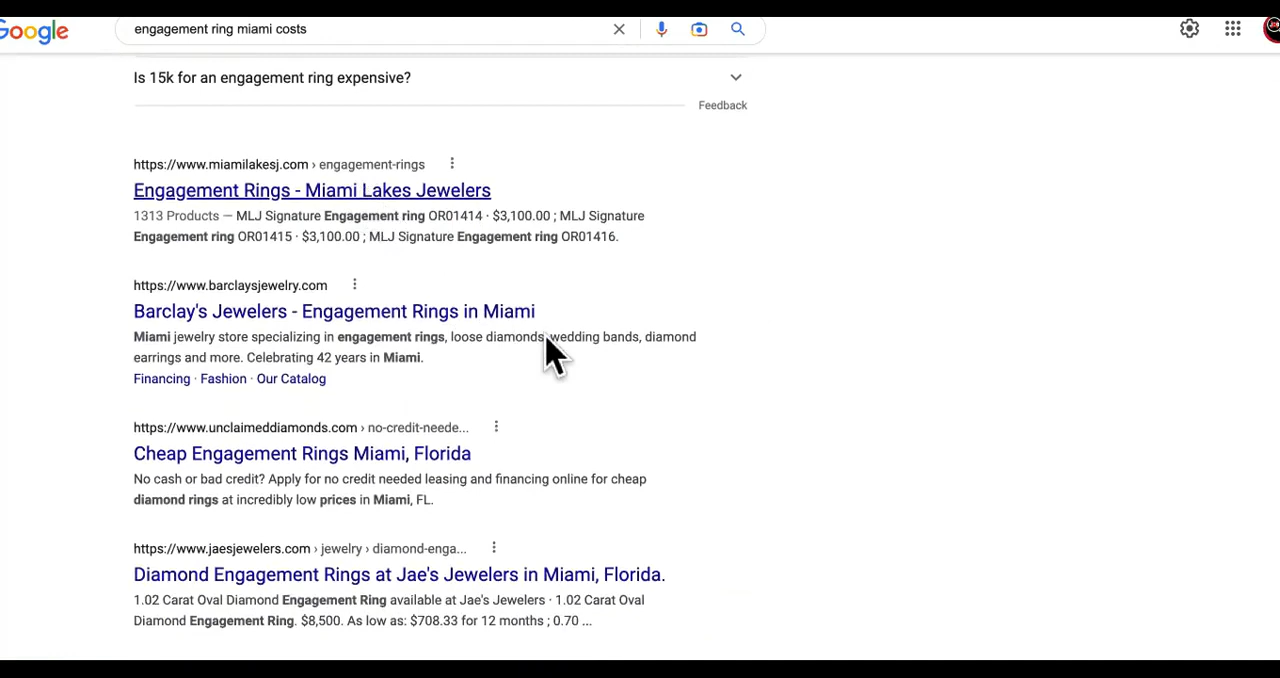 Google
engagement ring miami costs
Is 15k for an engagement ring expensive?
Feedback
https://www.miamilakesj.com › engagement-rings
Engagement Rings - Miami Lakes Jewelers
1313 Products — MLJ Signature Engagement ring OR01414 · $3,100.00 ; MLJ Signature
Engagement ring OR01415 · $3,100.00 ; MLJ Signature Engagement ring OR01416.
https://www.barclaysjewelry.com
Barclay's Jewelers - Engagement Rings in Miami
Miami jewelry store specializing in engagement rings, loose diamonds, wedding bands, diamond
earrings and more. Celebrating 42 years in Miami.
Financing · Fashion · Our Catalog
https://www.unclaimeddiamonds.com › no-credit-neede...
Cheap Engagement Rings Miami, Florida
No cash or bad credit? Apply for no credit needed leasing and financing online for cheap
diamond rings at incredibly low prices in Miami, FL.
https://www.jaesjewelers.com › jewelry › diamond-enga...
Diamond Engagement Rings at Jae's Jewelers in Miami, Florida.
1.02 Carat Oval Diamond Engagement Ring available at Jae's Jewelers · 1.02 Carat Oval
Diamond Engagement Ring. $8,500. As low as: $708.33 for 12 months ; 0.70 ...